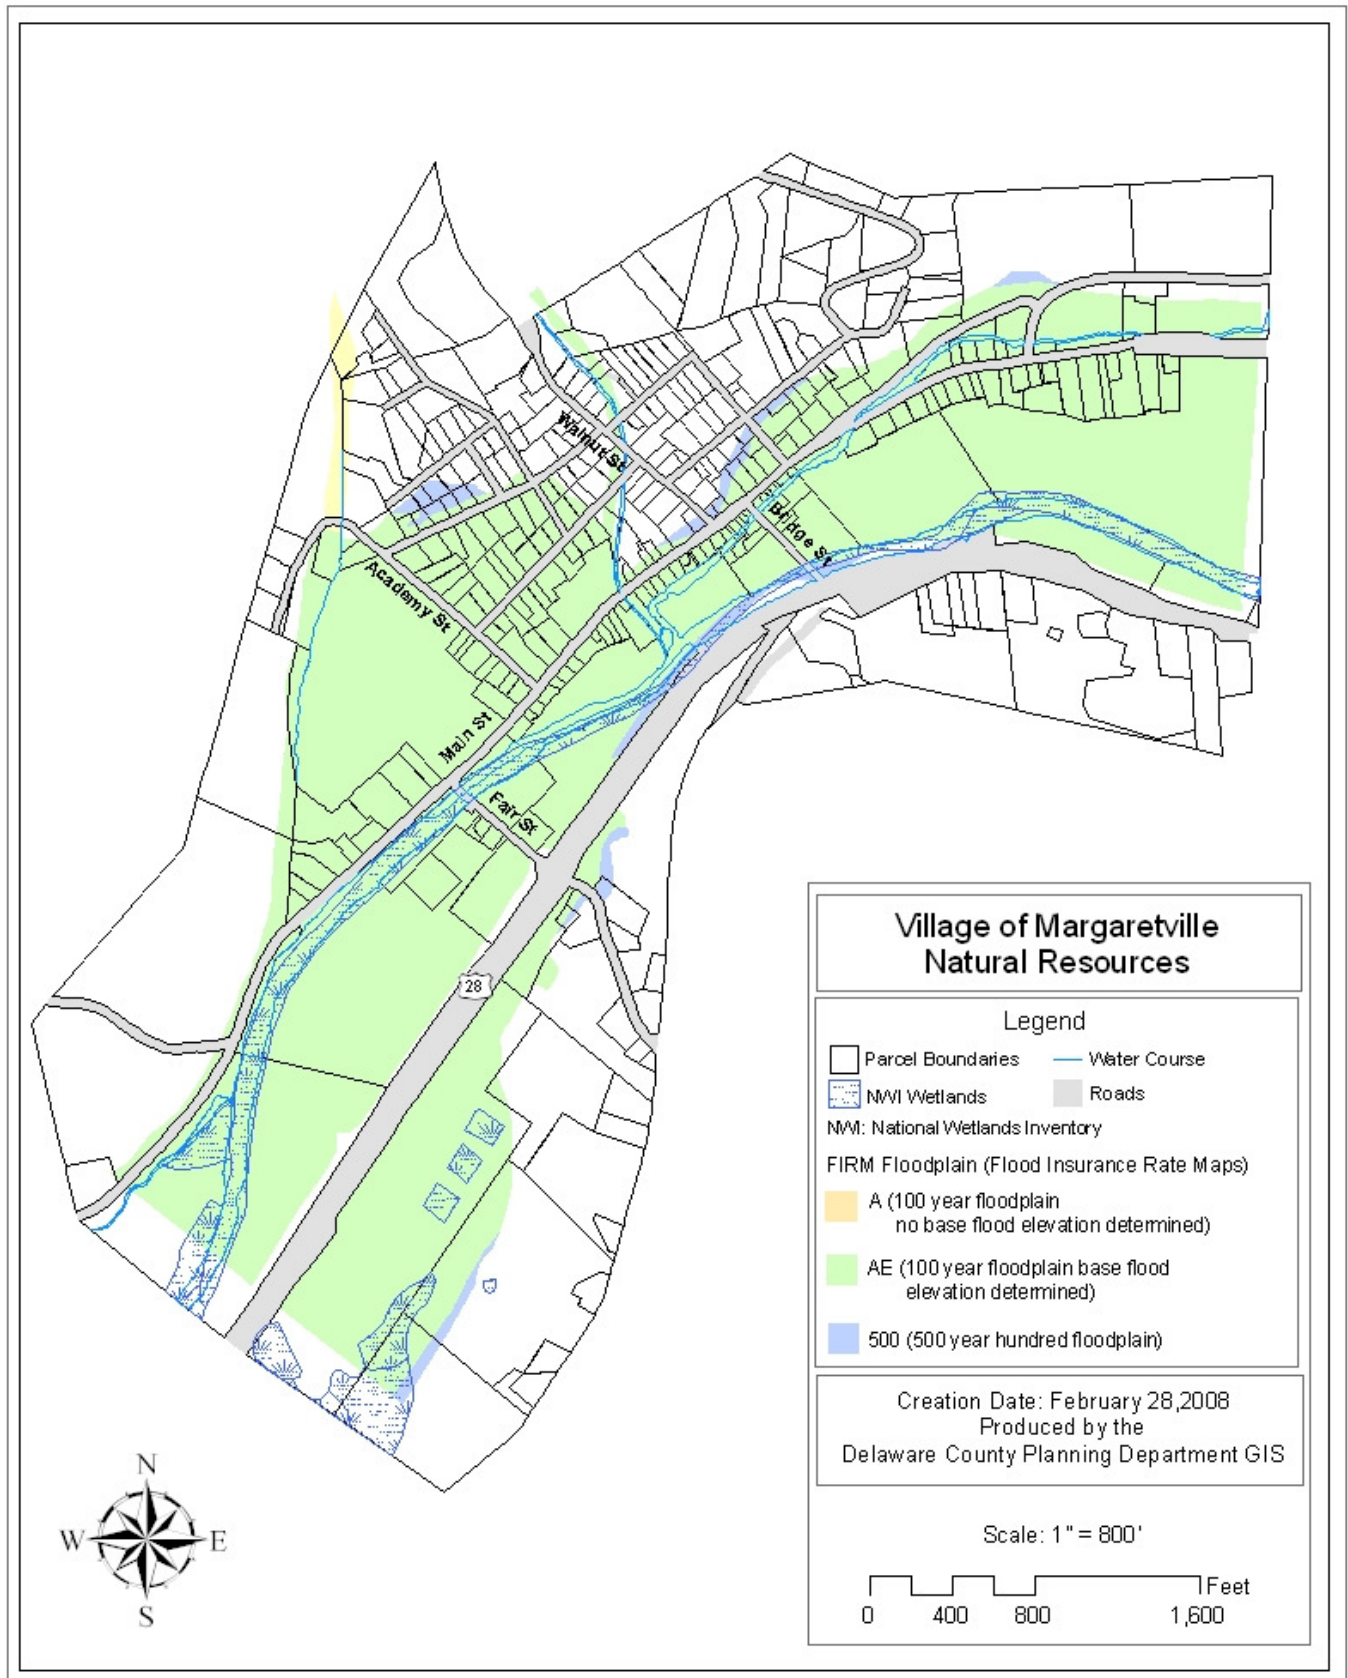 Walnut St
Bridge St
Academy St
Main St
Fair St
28
Village of Margaretville
Natural Resources
Legend
Parcel Boundaries
Water Course
NWI Wetlands
Roads
NWI: National Wetlands Inventory
FIRM Floodplain (Flood Insurance Rate Maps)
A (100 year floodplain
no base flood elevation determined)
AE (100 year floodplain base flood
elevation determined)
500 (500 year hundred floodplain)
Creation Date: February 28,2008
Produced by the
Delaware County Planning Department GIS
N
W E
S
Scale: 1" = 800'
Feet
0 400 800 1,600